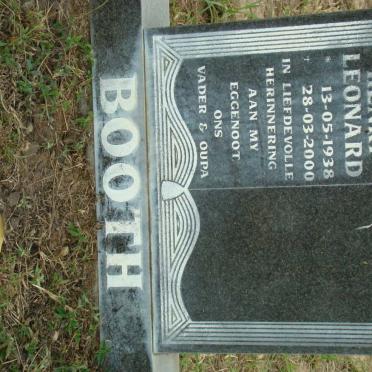 LEONARD
* 13-05-1938
† 28-03-2000
IN LIEFDEVOLLE
HERINNERING
AAN MY
EGGENOOT
ONS
VADER & OUPA
BOOTH